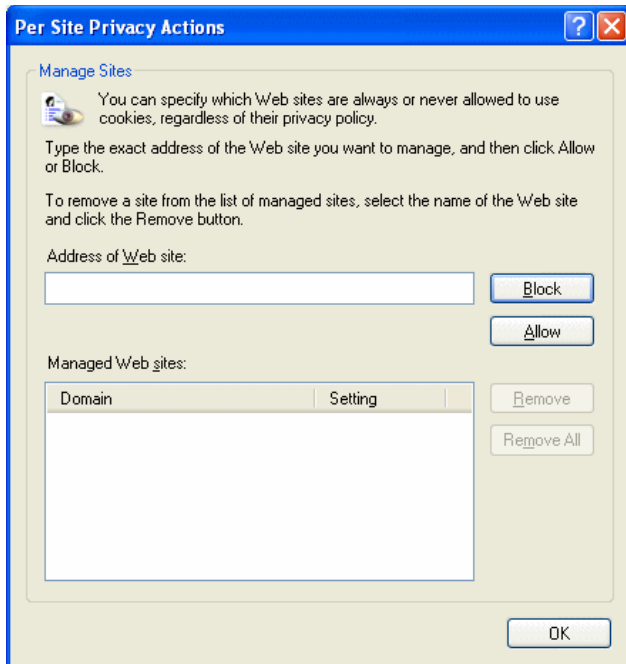 Per Site Privacy Actions
Manage Sites
You can specify which Web sites are always or never allowed to use
cookies, regardless of their privacy policy.
Type the exact address of the Web site you want to manage, and then click Allow
or Block.
To remove a site from the list of managed sites, select the name of the Web site
and click the Remove button.
Address of Web site:
Block
Allow
Managed Web sites:
Domain Setting
Remove
Remove All
OK